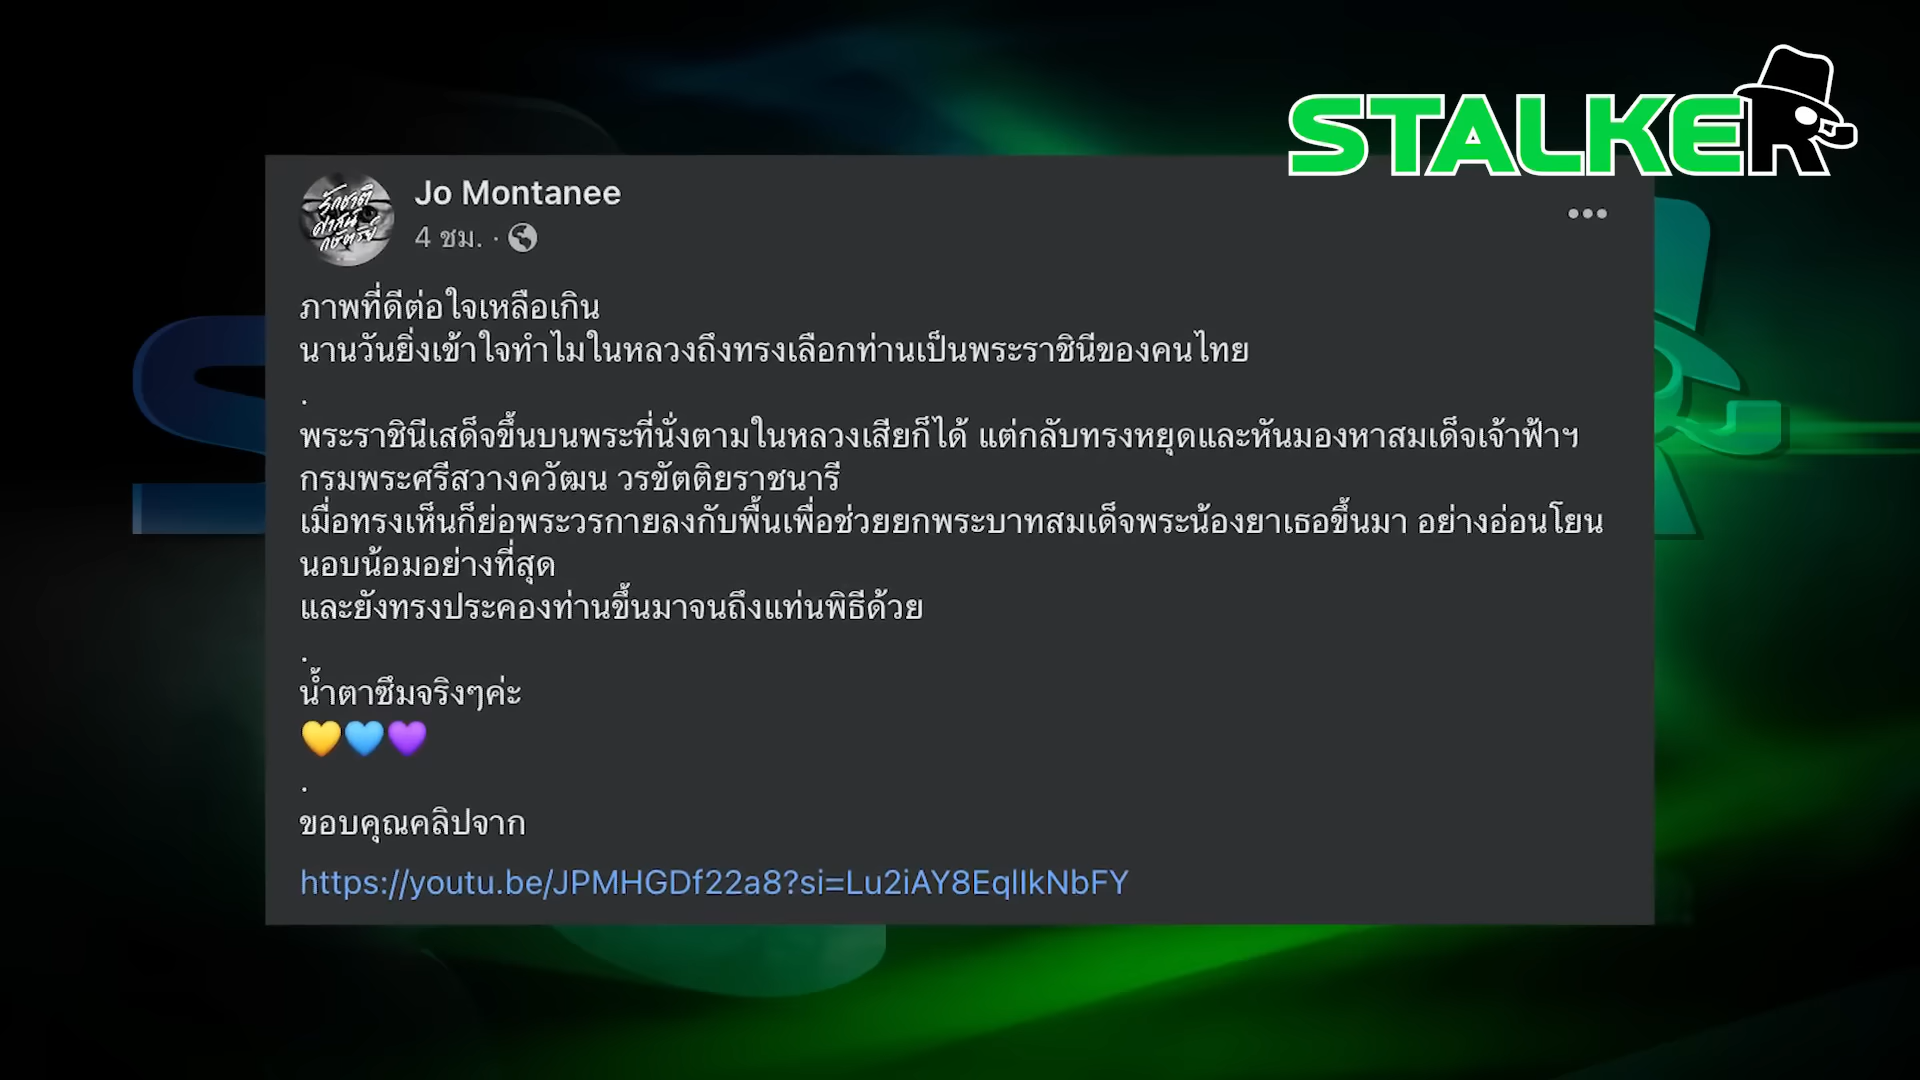 STALKER
รักชาติ
ศาสน์
กษัตริย์
Jo Montanee
4 ชม. ·
ภาพที่ดีต่อใจเหลือเกิน
นานวันยิ่งเข้าใจทำไมในหลวงถึงทรงเลือกท่านเป็นพระราชินีของคนไทย
.
พระราชินีเสด็จขึ้นบนพระที่นั่งตามในหลวงเสียก็ได้ แต่กลับทรงหยุดและหันมองหาสมเด็จเจ้าฟ้าฯ
กรมพระศรีสวางควัฒน วรขัตติยราชนารี
เมื่อทรงเห็นก็ย่อพระวรกายลงกับพื้นเพื่อช่วยยกพระบาทสมเด็จพระน้องยาเธอขึ้นมา อย่างอ่อนโยน
นอบน้อมอย่างที่สุด
และยังทรงประคองท่านขึ้นมาจนถึงแท่นพิธีด้วย
.
น้ำตาซึมจริงๆค่ะ
💛💙💜
.
ขอบคุณคลิปจาก
https://youtu.be/JPMHGDf22a8?si=Lu2iAY8EqlIkNbFY